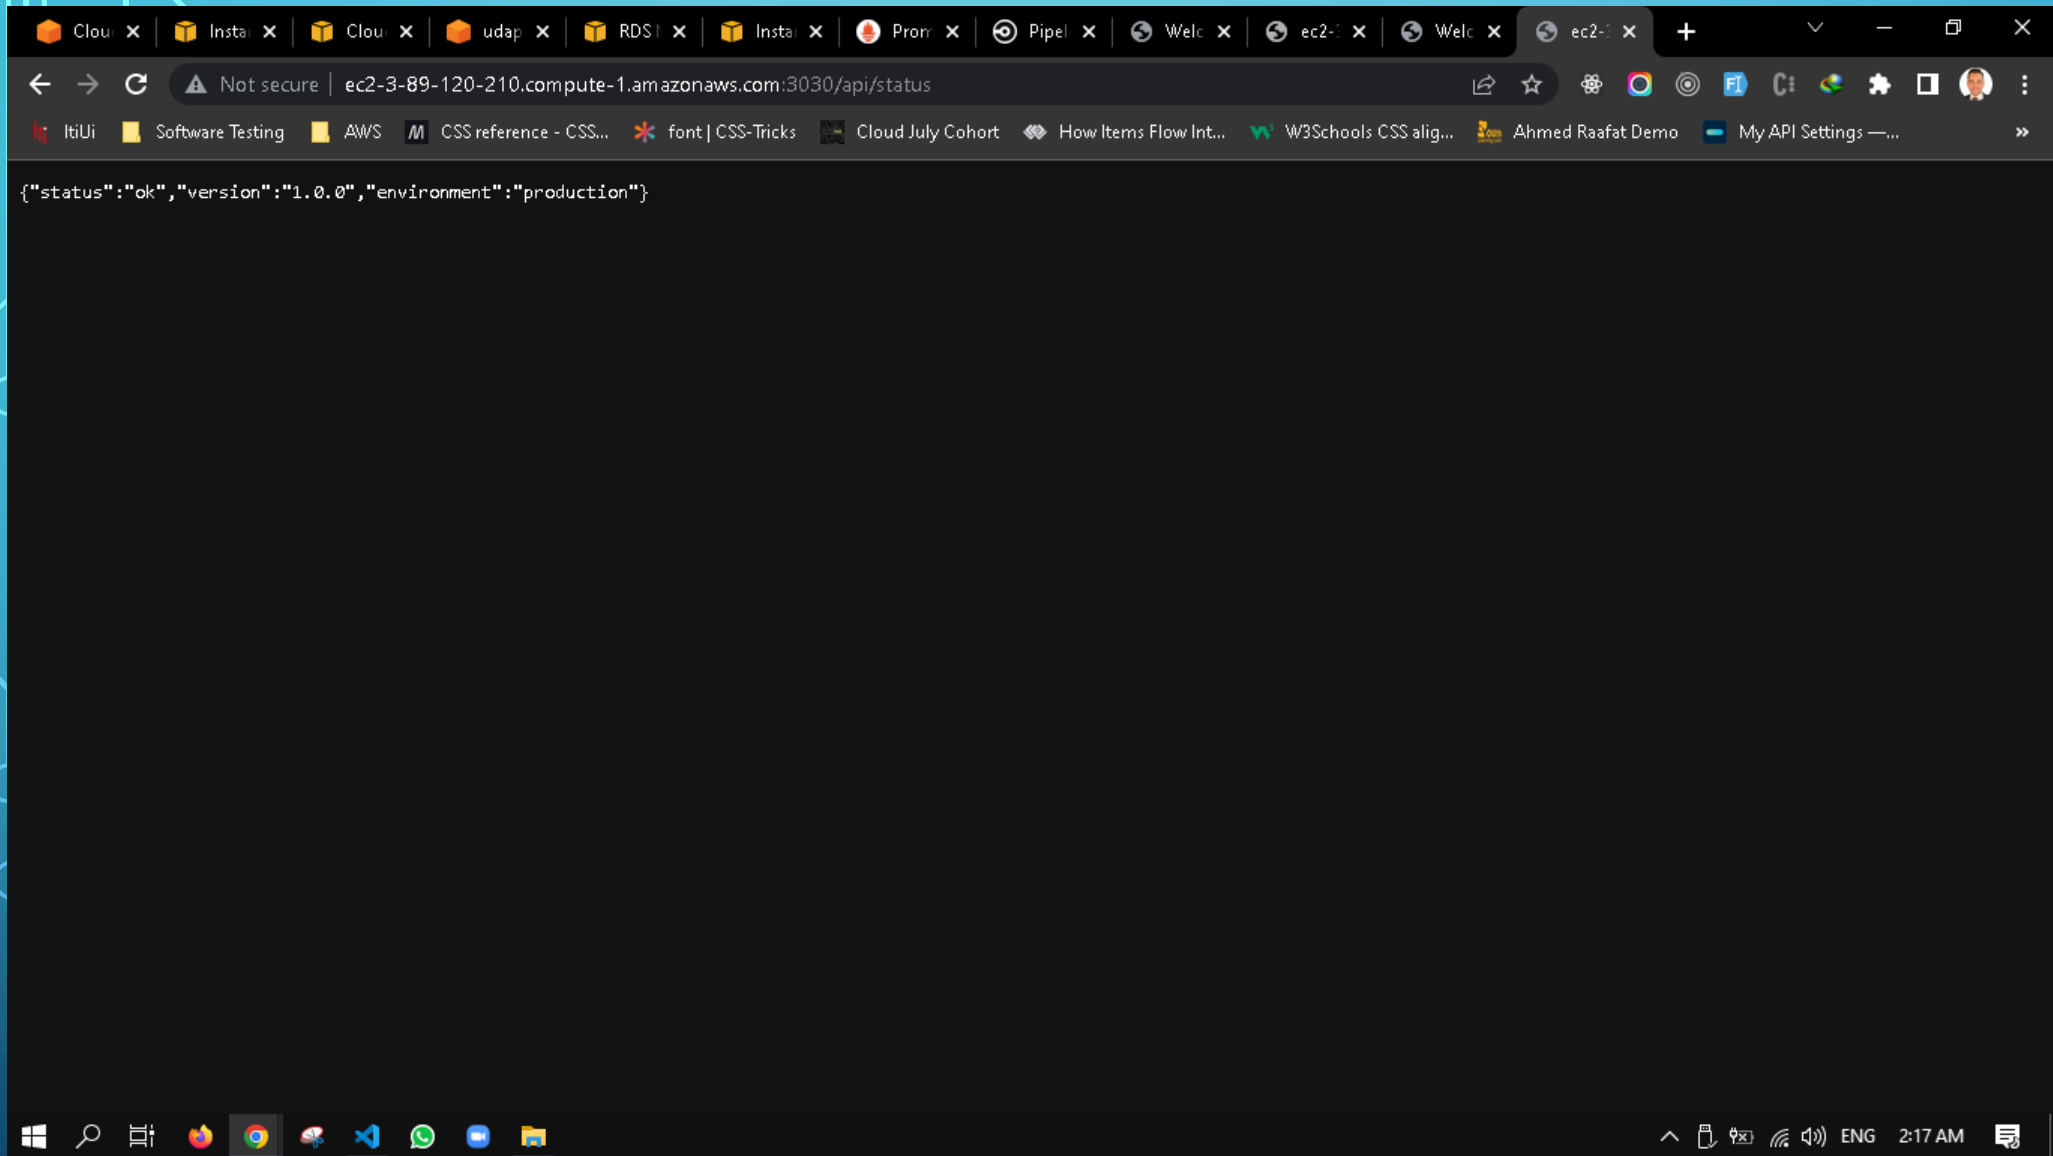 Clou Insta Clou udap RDS Insta Prom Pipel Welc ec2- Welc ec2-
Not secure ec2-3-89-120-210.compute-1.amazonaws.com:3030/api/status
ItiUi Software Testing AWS CSS reference - CSS... font | CSS-Tricks Cloud July Cohort How Items Flow Int... W3Schools CSS alig... Ahmed Raafat Demo My API Settings —...
{"status":"ok","version":"1.0.0","environment":"production"}
ENG 2:17 AM